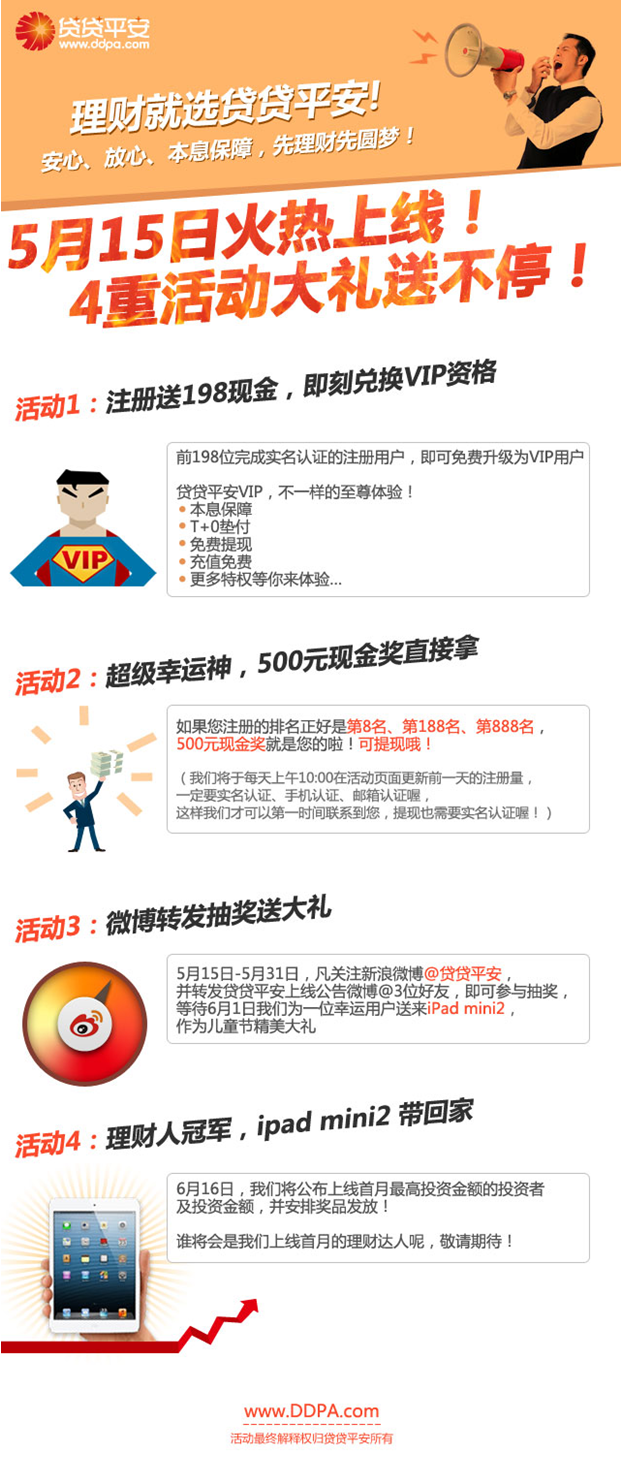 贷贷平安
www.ddpa.com
理财就选贷贷平安!
安心、放心、本息保障，先理财先圆梦！
5月15日火热上线！
4重活动大礼送不停！
活动1：注册送198现金，即刻兑换VIP资格
前198位完成实名认证的注册用户，即可免费升级为VIP用户
贷贷平安VIP，不一样的至尊体验！
•本息保障
•T+0垫付
•免费提现
•充值免费
•更多特权等你来体验...
VIP
活动2：超级幸运神，500元现金奖直接拿
如果您注册的排名正好是第8名、第188名、第888名，
500元现金奖就是您的啦！可提现哦！
（我们将于每天上午10:00在活动页面更新前一天的注册量，
一定要实名认证、手机认证、邮箱认证喔，
这样我们才可以第一时间联系到您，提现也需要实名认证喔！）
活动3：微博转发抽奖送大礼
5月15日-5月31日，凡关注新浪微博@贷贷平安，
并转发贷贷平安上线公告微博@3位好友，即可参与抽奖，
等待6月1日我们为一位幸运用户送来iPad mini2，
作为儿童节精美大礼
活动4：理财人冠军，ipad mini2 带回家
6月16日，我们将公布上线首月最高投资金额的投资者
及投资金额，并安排奖品发放！
谁将会是我们上线首月的理财达人呢，敬请期待！
www.DDPA.com
活动最终解释权归贷贷平安所有